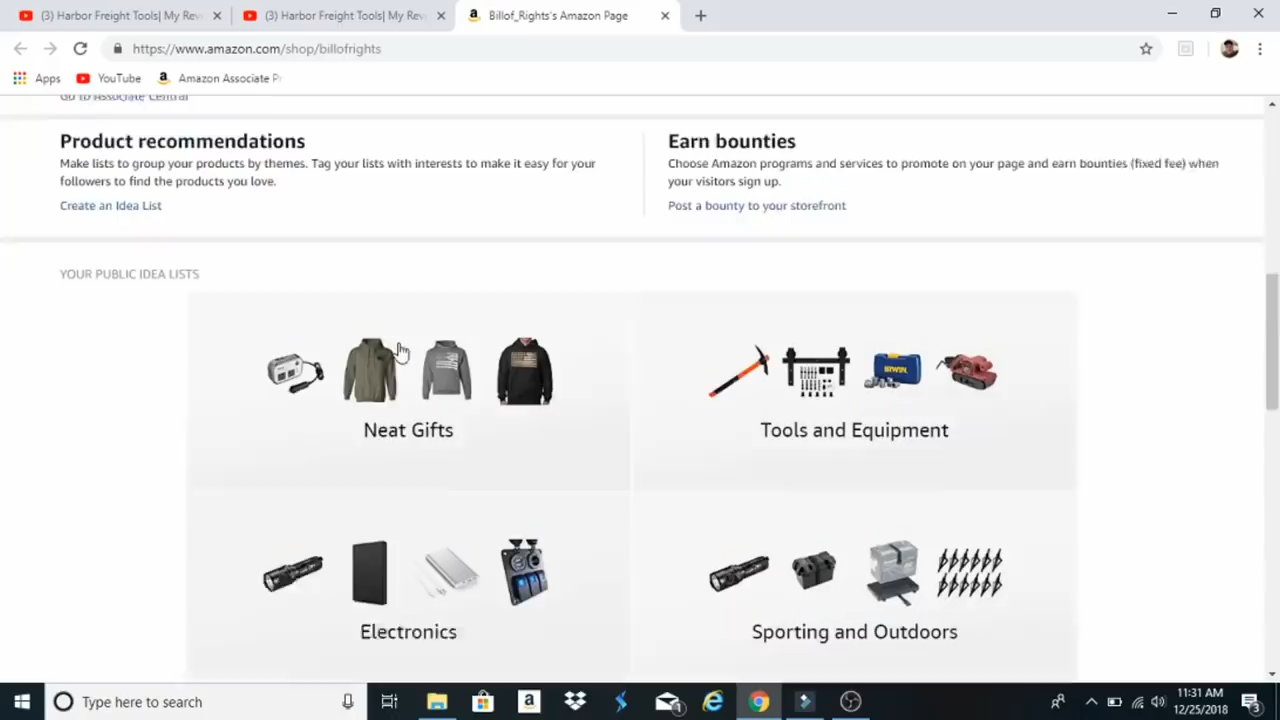 (3) Harbor Freight Tools| My Rev
(3) Harbor Freight Tools| My Rev
Billof_Rights's Amazon Page
https://www.amazon.com/shop/billofrights
Apps
YouTube
Amazon Associate Pr
Go to Associate Central
Product recommendations
Make lists to group your products by themes. Tag your lists with interests to make it easy for your
followers to find the products you love.
Create an Idea List
Earn bounties
Choose Amazon programs and services to promote on your page and earn bounties (fixed fee) when
your visitors sign up.
Post a bounty to your storefront
YOUR PUBLIC IDEA LISTS
IRWIN
Neat Gifts
Tools and Equipment
Electronics
Sporting and Outdoors
Type here to search
1
11:31 AM
12/25/2018
3